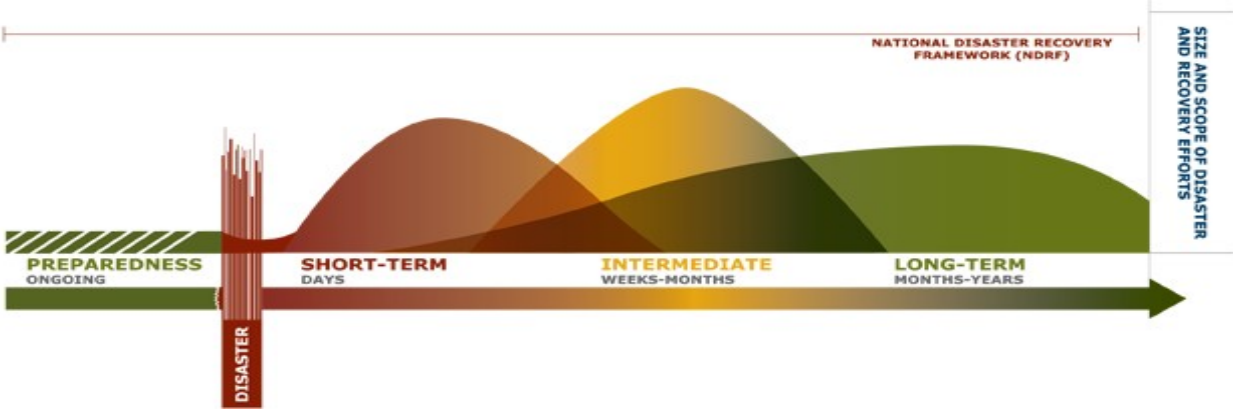 NATIONAL DISASTER RECOVERY
FRAMEWORK (NDRF)
SIZE AND SCOPE OF DISASTER
AND RECOVERY EFFORTS
PREPAREDNESS
ONGOING
SHORT-TERM
DAYS
INTERMEDIATE
WEEKS-MONTHS
LONG-TERM
MONTHS-YEARS
DISASTER